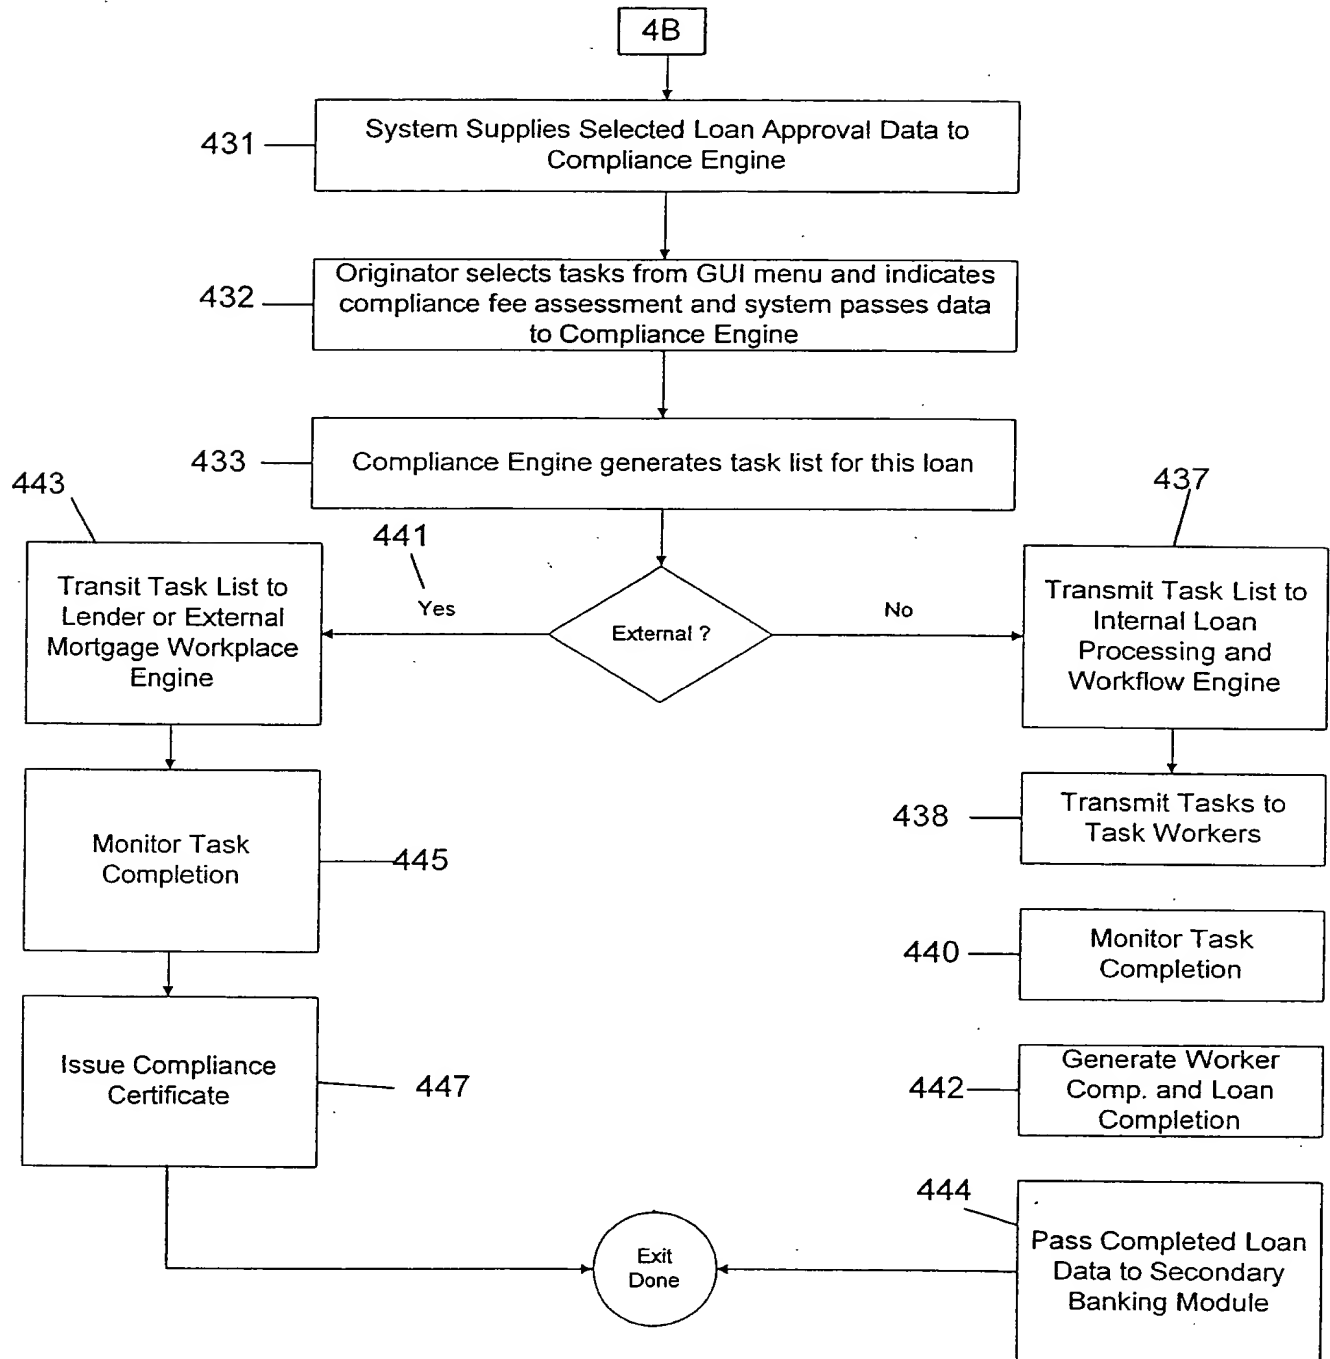 4B
431
System Supplies Selected Loan Approval Data to
Compliance Engine
432
Originator selects tasks from GUI menu and indicates
compliance fee assessment and system passes data
to Compliance Engine
433
Compliance Engine generates task list for this loan
443
441
437
Transit Task List to
Lender or External
Mortgage Workplace
Engine
Yes
External ?
No
Transmit Task List to
Internal Loan
Processing and
Workflow Engine
438
Transmit Tasks to
Task Workers
Monitor Task
Completion
445
440
Monitor Task
Completion
Issue Compliance
Certificate
447
442
Generate Worker
Comp. and Loan
Completion
444
Pass Completed Loan
Data to Secondary
Banking Module
Exit
Done